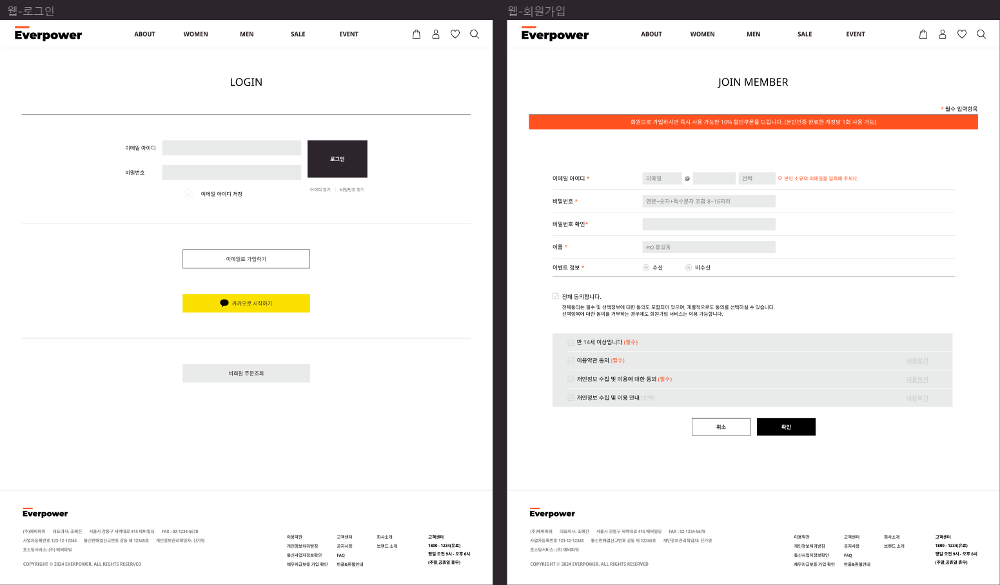 웹-로그인
Everpower ABOUT WOMEN MEN SALE EVENT
LOGIN
이메일 아이디
비밀번호
로그인
이메일 아이디 저장
아이디 찾기 | 비밀번호 찾기
이메일로 가입하기
카카오로 시작하기
비회원 주문조회
Everpower
(주)에버파워 대표이사: 조혜진 서울시 강동구 새싹대로 415 에버빌딩 FAX : 02-1234-5678
사업자등록번호 123-12-12345 통신판매업신고번호 강동 제 12345호 개인정보관리책임자: 진가영
호스팅서비스: (주) 에버파워
COPYRIGHT © 2024 EVERPOWER. ALL RIGHTS RESERVED
이용약관 고객센터 회사소개
개인정보처리방침 공지사항 브랜드 소개
통신사업자정보확인 FAQ
채무지급보증 가입 확인 반품&환불안내
고객센터
1800 - 1234(유료)
평일 오전 9시 - 오후 6시
(주말,공휴일 휴무)
웹-회원가입
Everpower ABOUT WOMEN MEN SALE EVENT
JOIN MEMBER
* 필수 입력항목
회원으로 가입하시면 즉시 사용 가능한 10% 할인쿠폰을 드립니다. (본인인증 완료한 계정당 1회 사용 가능)
이메일 아이디 * 이메일 @ 선택 본인 소유의 이메일을 입력해 주세요.
비밀번호 * 영문+숫자+특수문자 조합 8~16자리
비밀번호 확인*
이름 * ex) 홍길동
이벤트 정보 * 수신 비수신
전체 동의합니다.
전체동의는 필수 및 선택정보에 대한 동의도 포함되어 있으며, 개별적으로도 동의를 선택하실 수 있습니다.
선택항목에 대한 동의를 거부하는 경우에도 회원가입 서비스는 이용 가능합니다.
만 14세 이상입니다 (필수)
이용약관 동의 (필수) 내용보기
개인정보 수집 및 이용에 대한 동의 (필수) 내용보기
개인정보 수집 및 이용 안내 (선택) 내용보기
취소 확인
Everpower
(주)에버파워 대표이사: 조혜진 서울시 강동구 새싹대로 415 에버빌딩 FAX : 02-1234-5678
사업자등록번호 123-12-12345 통신판매업신고번호 강동 제 12345호 개인정보관리책임자: 진가영
호스팅서비스: (주) 에버파워
COPYRIGHT © 2024 EVERPOWER. ALL RIGHTS RESERVED
이용약관 고객센터 회사소개
개인정보처리방침 공지사항 브랜드 소개
통신사업자정보확인 FAQ
채무지급보증 가입 확인 반품&환불안내
고객센터
1800 - 1234(유료)
평일 오전 9시 - 오후 6시
(주말,공휴일 휴무)